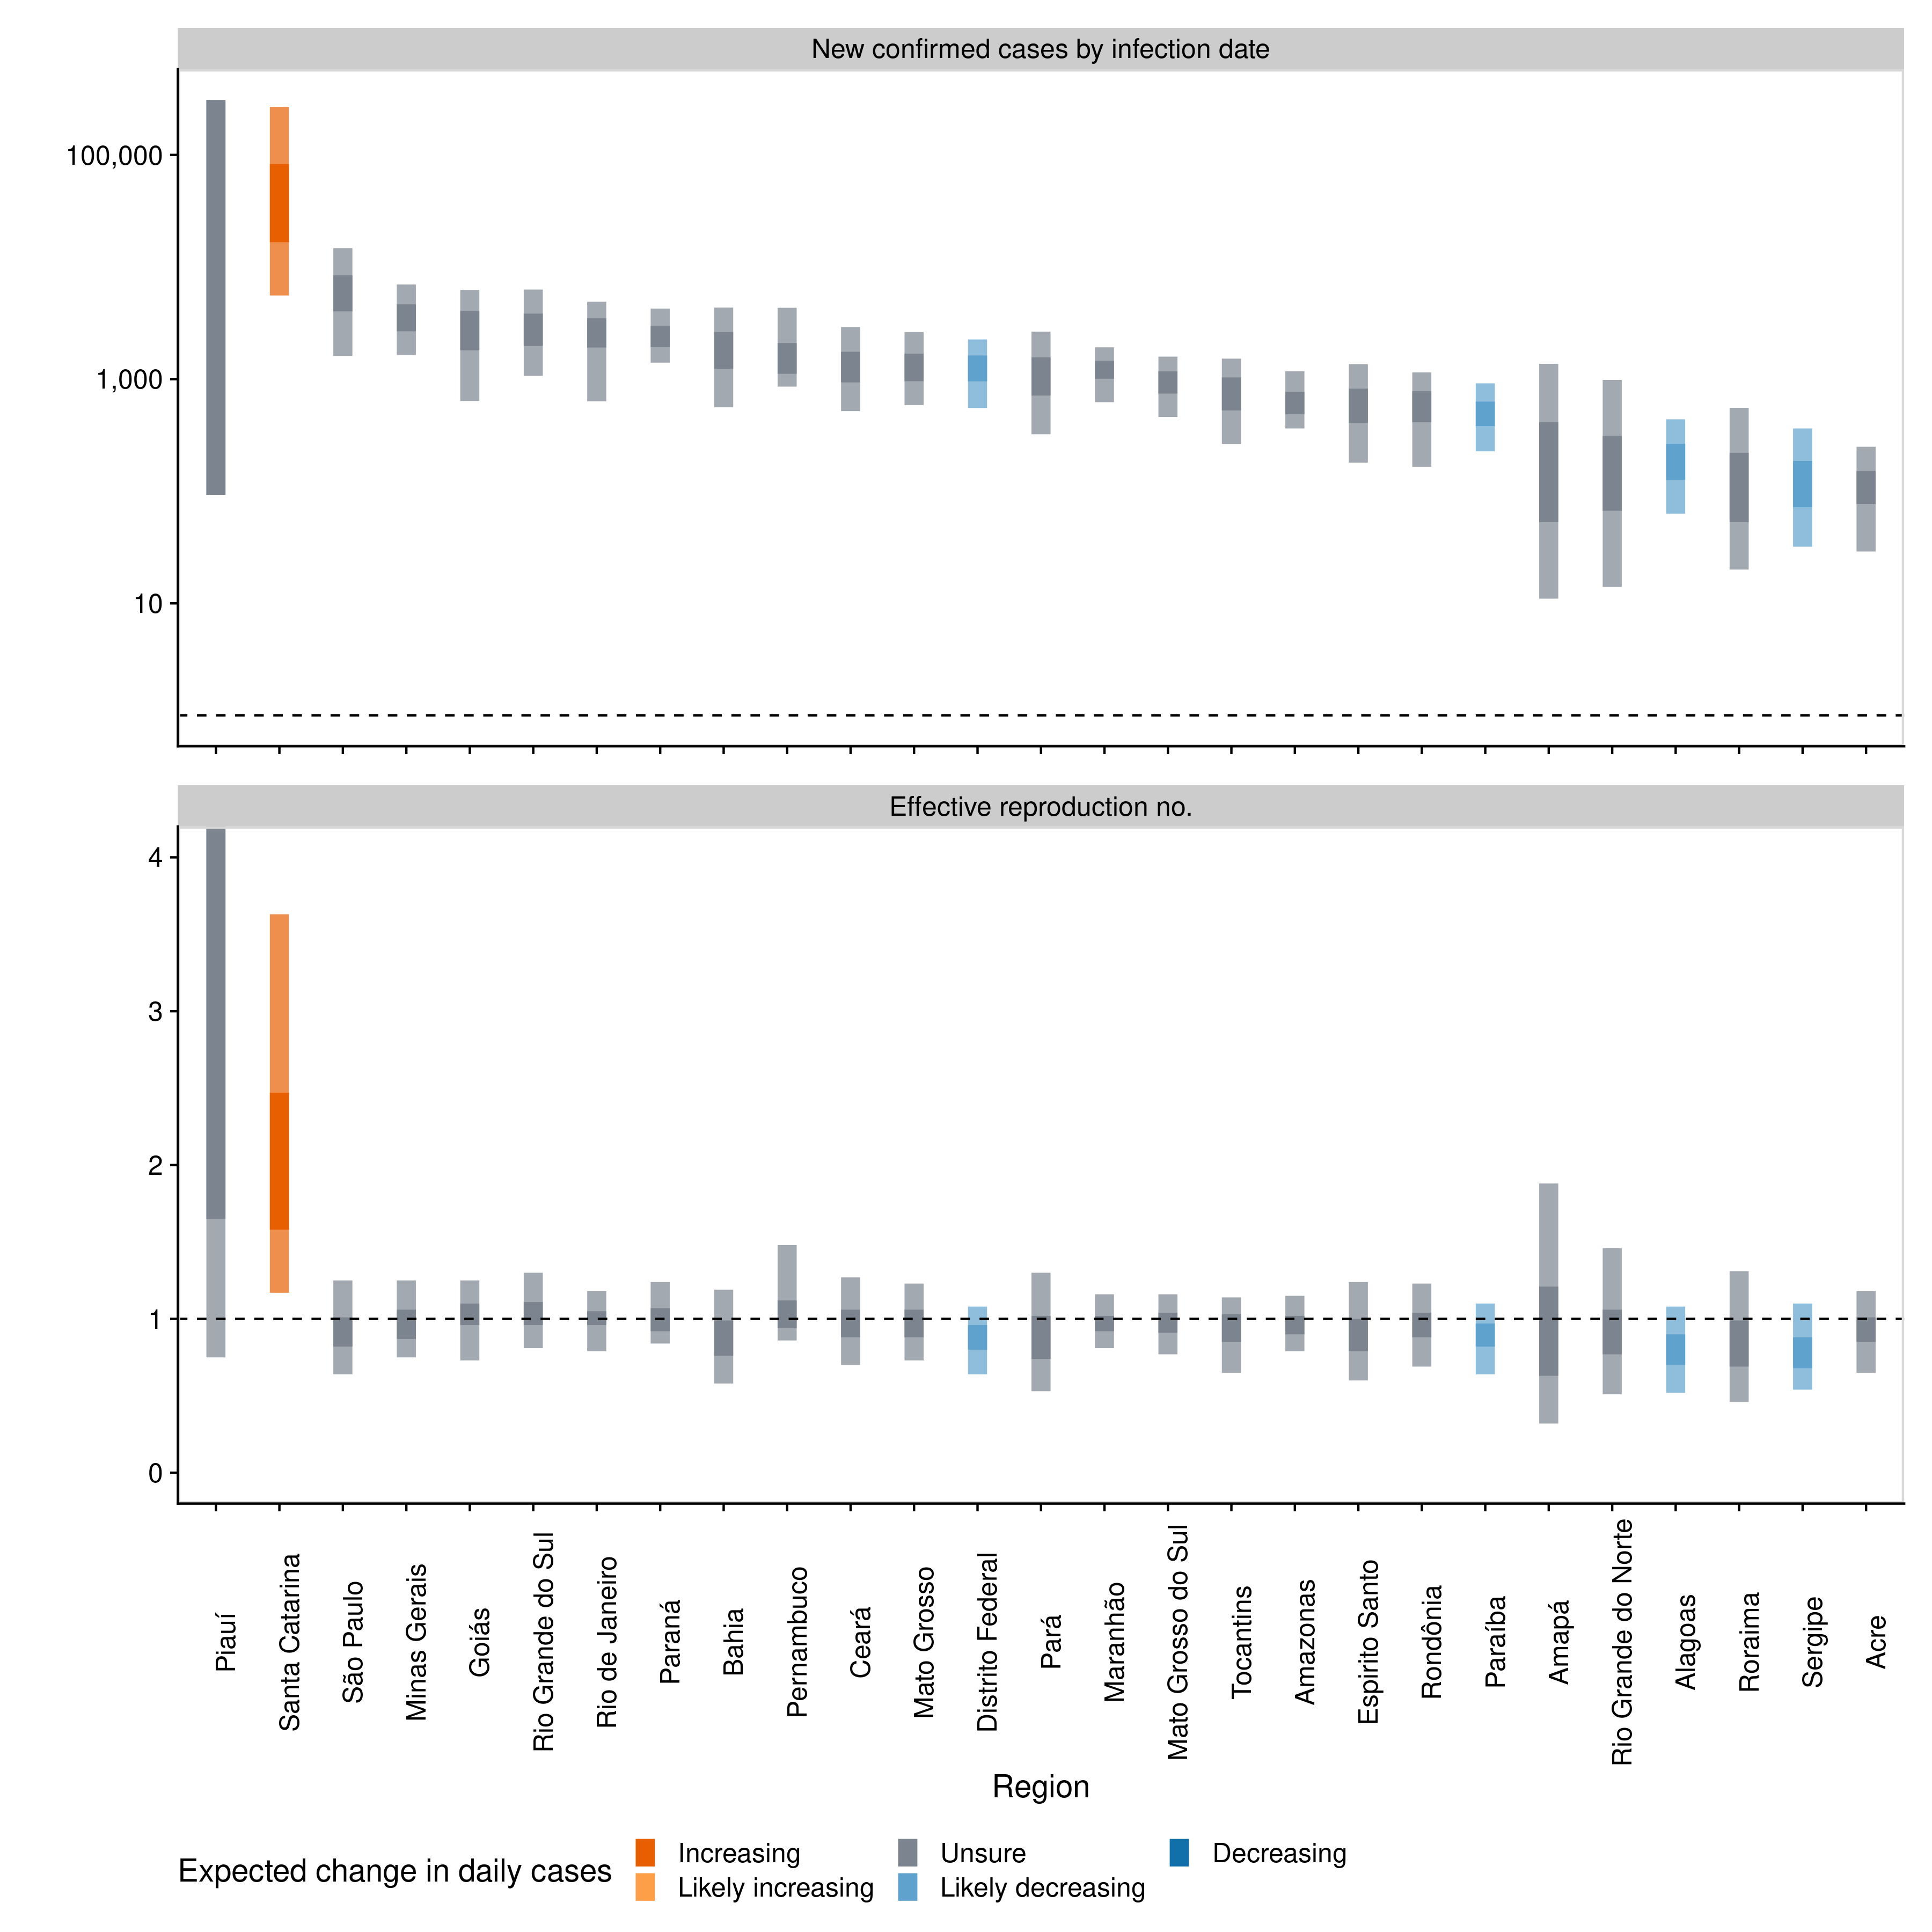 New confirmed cases by infection date
100,000
1,000
10
Effective reproduction no.
4
3
2
1
0
Piauí
Santa Catarina
São Paulo
Minas Gerais
Goiás
Rio Grande do Sul
Rio de Janeiro
Paraná
Bahia
Pernambuco
Ceará
Mato Grosso
Distrito Federal
Pará
Maranhão
Mato Grosso do Sul
Tocantins
Amazonas
Espirito Santo
Rondônia
Paraíba
Amapá
Rio Grande do Norte
Alagoas
Roraima
Sergipe
Acre
Region
Expected change in daily cases
Increasing
Unsure
Decreasing
Likely increasing
Likely decreasing